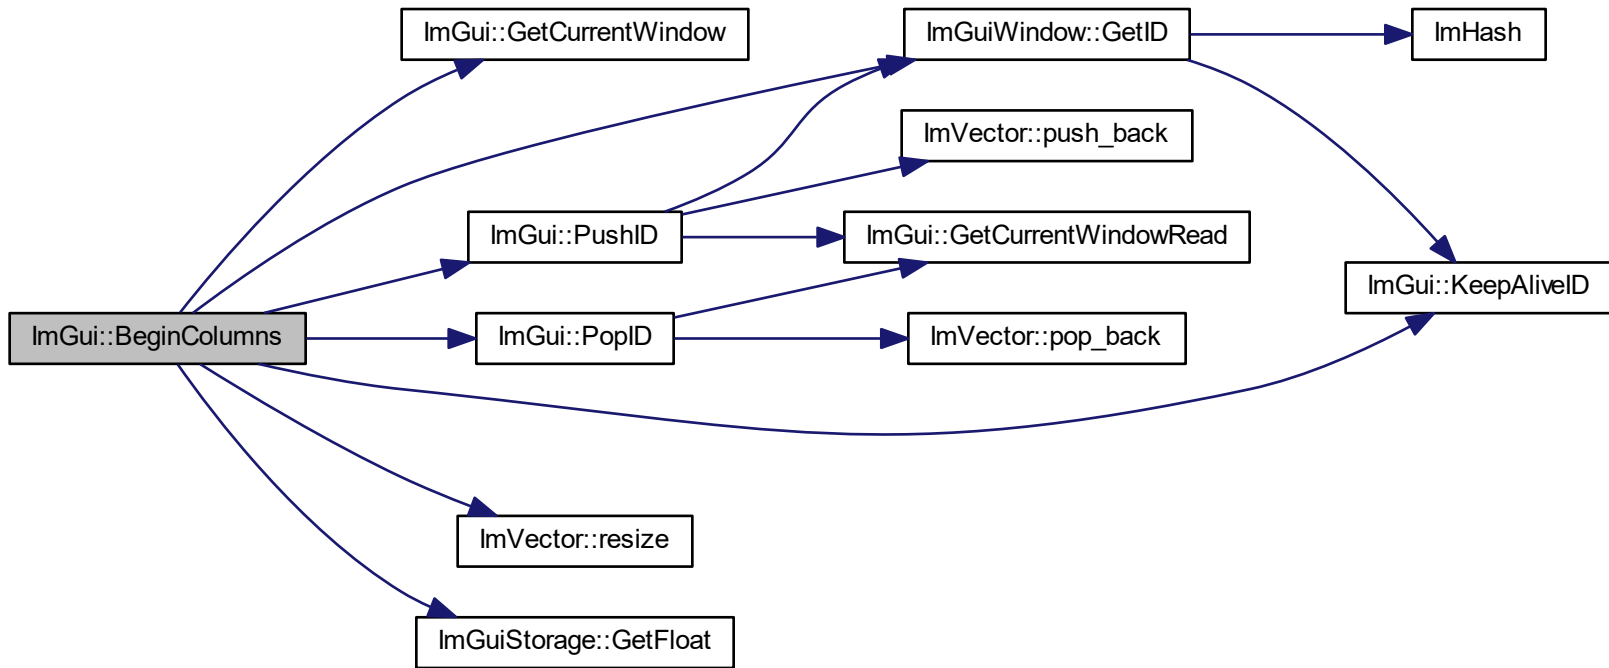 ImGui::GetCurrentWindow
ImGuiWindow::GetID
ImHash
ImVector::push_back
ImGui::PushID
ImGui::GetCurrentWindowRead
ImGui::KeepAliveID
ImGui::BeginColumns
ImGui::PopID
ImVector::pop_back
ImVector::resize
ImGuiStorage::GetFloat